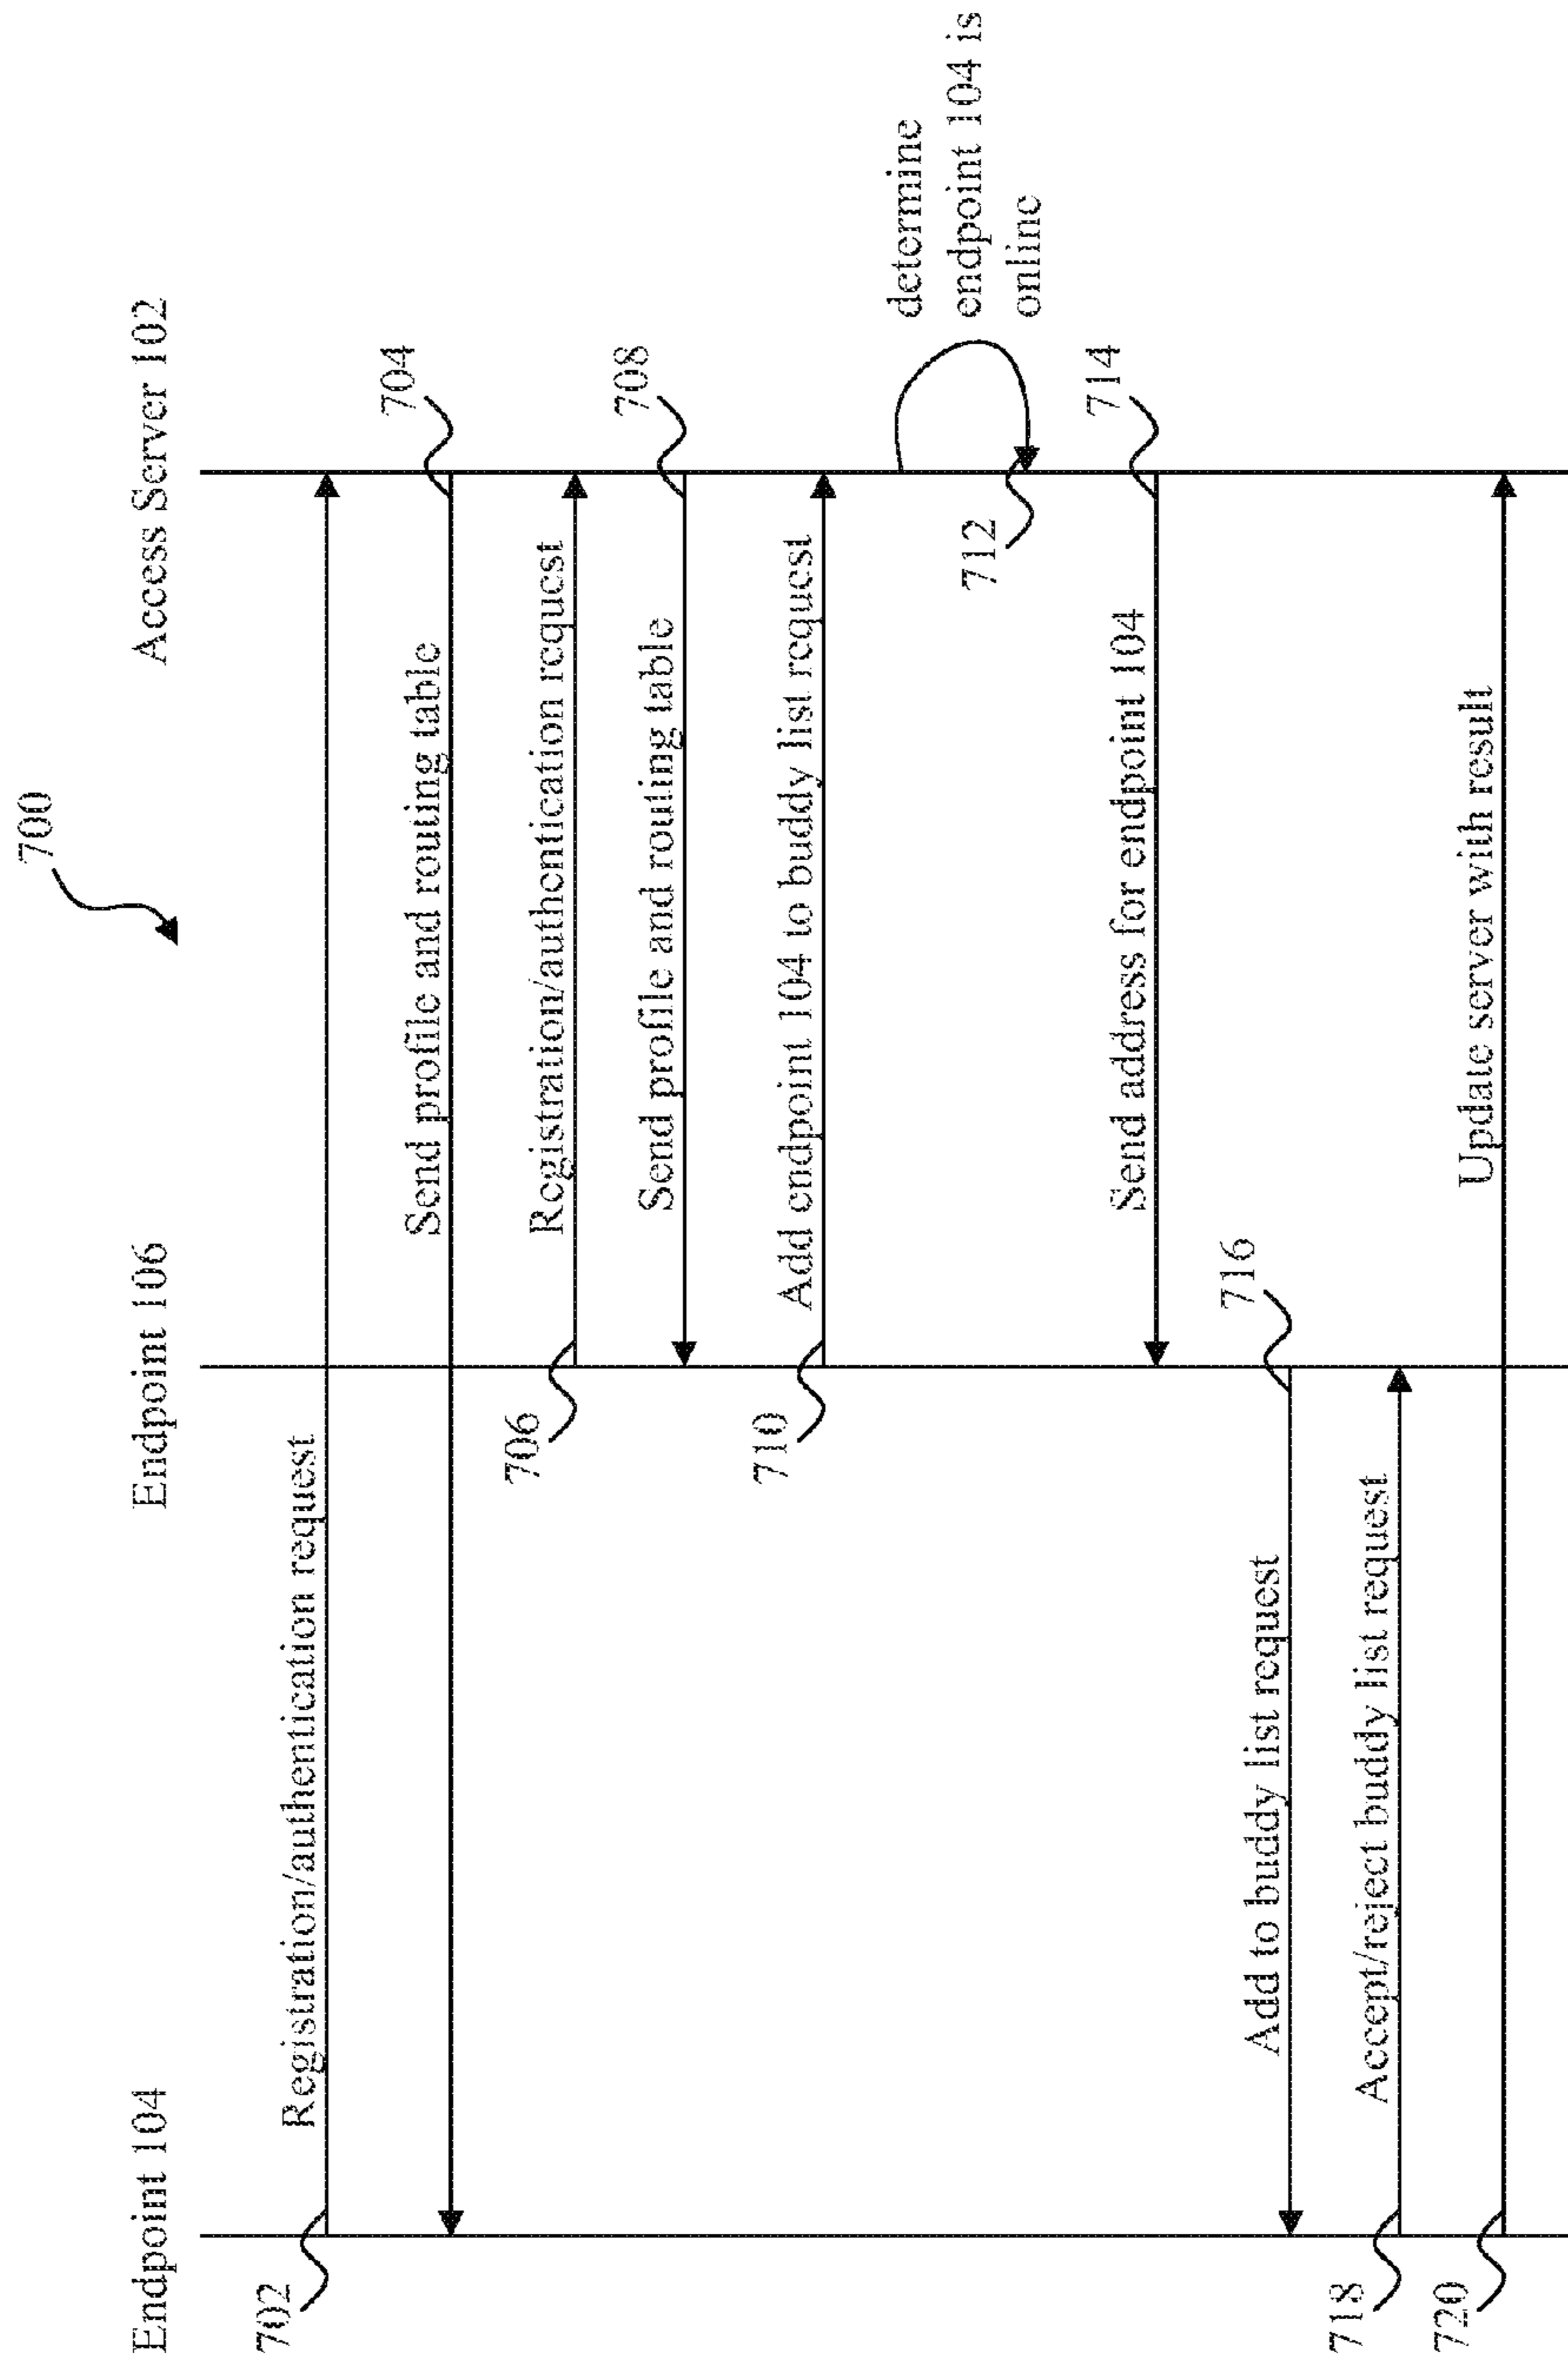 700
Endpoint 104
Endpoint 106
Access Server 102
702
Registration/authentication request
704
Send profile and routing table
706
Registration/authentication request
708
Send profile and routing table
710
Add endpoint 104 to buddy list request
determine
endpoint 104 is
online
712
714
Send address for endpoint 104
716
Add to buddy list request
718
Accept/reject buddy list request
720
Update server with result